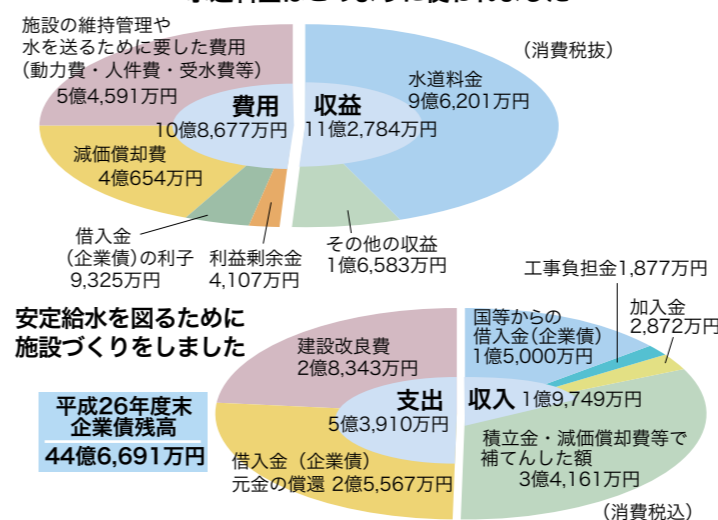 施設の維持管理や
水を送るために要した費用
(動力費・人件費・受水費等)
5億4,591万円
(消費税抜)
水道料金
9億6,201万円
費用
10億8,677万円
収益
11億2,784万円
減価償却費
4億654万円
借入金
(企業債)の利子
9,325万円
利益剰余金
4,107万円
その他の収益
1億6,583万円
安定給水を図るために
施設づくりをしました
平成26年度末
企業債残高
44億6,691万円
工事負担金1,877万円
加入金
2,872万円
国等からの
借入金(企業債)
1億5,000万円
建設改良費
2億8,343万円
支出
5億3,910万円
収入 1億9,749万円
借入金(企業債)
元金の償還 2億5,567万円
積立金・減価償却費等で
補てんした額
3億4,161万円
(消費税込)